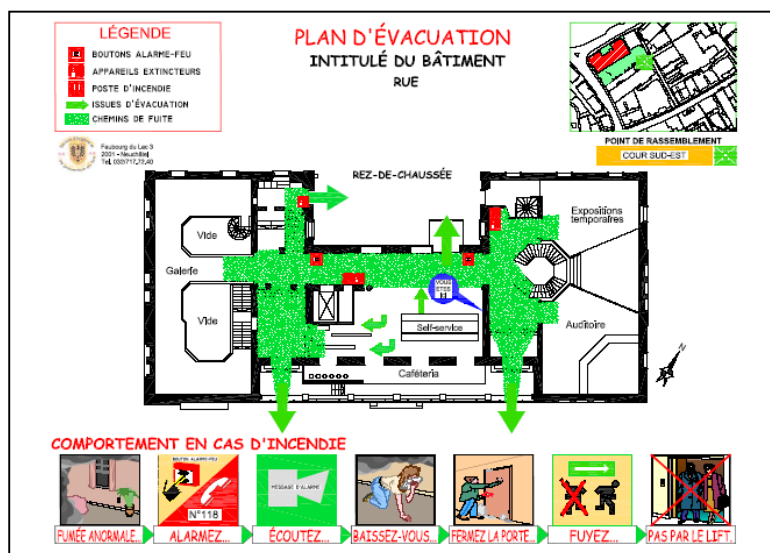 LÉGENDE
BOUTONS ALARME-FEU
APPAREILS EXTINCTEURS
POSTE D'INCENDIE
ISSUES D'ÉVACUATION
CHEMINS DE FUITE
PLAN D'ÉVACUATION
INTITULÉ DU BÂTIMENT
RUE
POINT DE RASSEMBLEMENT
COUR SUD-EST
Faubourg du Lac 3
2001 - Neuchâtel
REZ-DE-CHAUSSÉE
Vide
Galerie
Vide
Expositions
temporaires
VOUS
ETES
Self-service
Auditoire
Cafétéria
N
COMPORTEMENT EN CAS D'INCENDIE
BOUTON ALARME-FEU
N°118
MESSAGE D'ALARME
FUMÉE ANORMALE...
ALARMEZ...
ÉCOUTEZ...
BAISSEZ-VOUS...
FERMEZ LA PORTE...
FUYEZ...
PAS PAR LE LIFT.